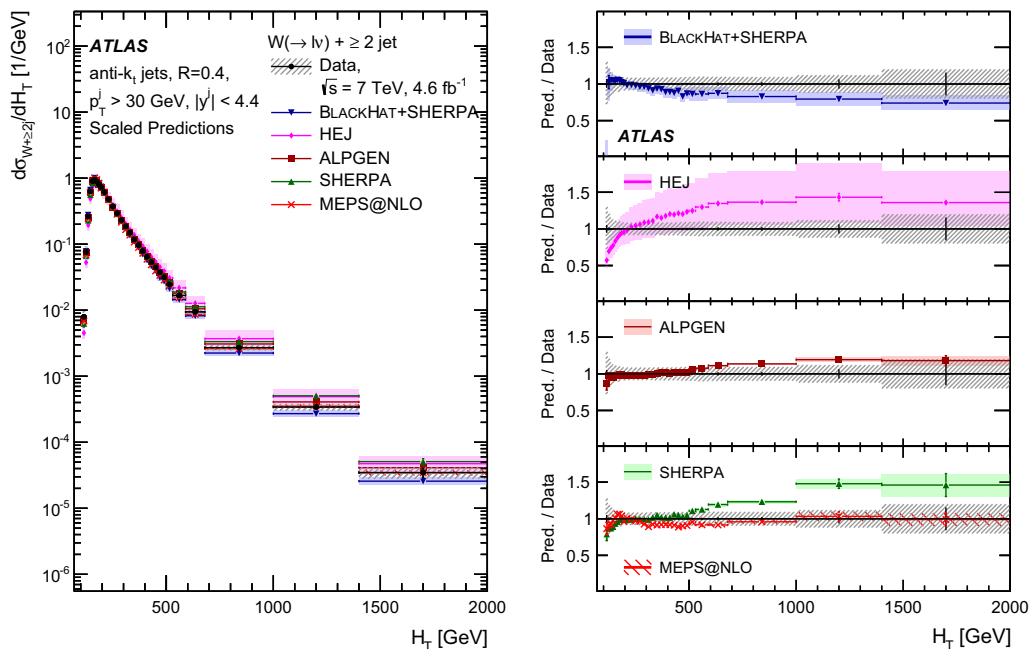 dσ_{W+≥2j}/dH_T [1/GeV]
10²
10
1
10⁻¹
10⁻²
10⁻³
10⁻⁴
10⁻⁵
10⁻⁶
ATLAS
anti-k_t jets, R=0.4,
p_T^j > 30 GeV, |y^j| < 4.4
Scaled Predictions
W(→ lν) + ≥ 2 jet
Data,
√s = 7 TeV, 4.6 fb⁻¹
BLACKHAT+SHERPA
HEJ
ALPGEN
SHERPA
MEPS@NLO
500 1000 1500 2000
H_T [GeV]
Pred. / Data
1.5
1
0.5
BLACKHAT+SHERPA
ATLAS
Pred. / Data
1.5
1
0.5
HEJ
Pred. / Data
1.5
1
0.5
ALPGEN
Pred. / Data
1.5
1
0.5
SHERPA
MEPS@NLO
500 1000 1500 2000
H_T [GeV]